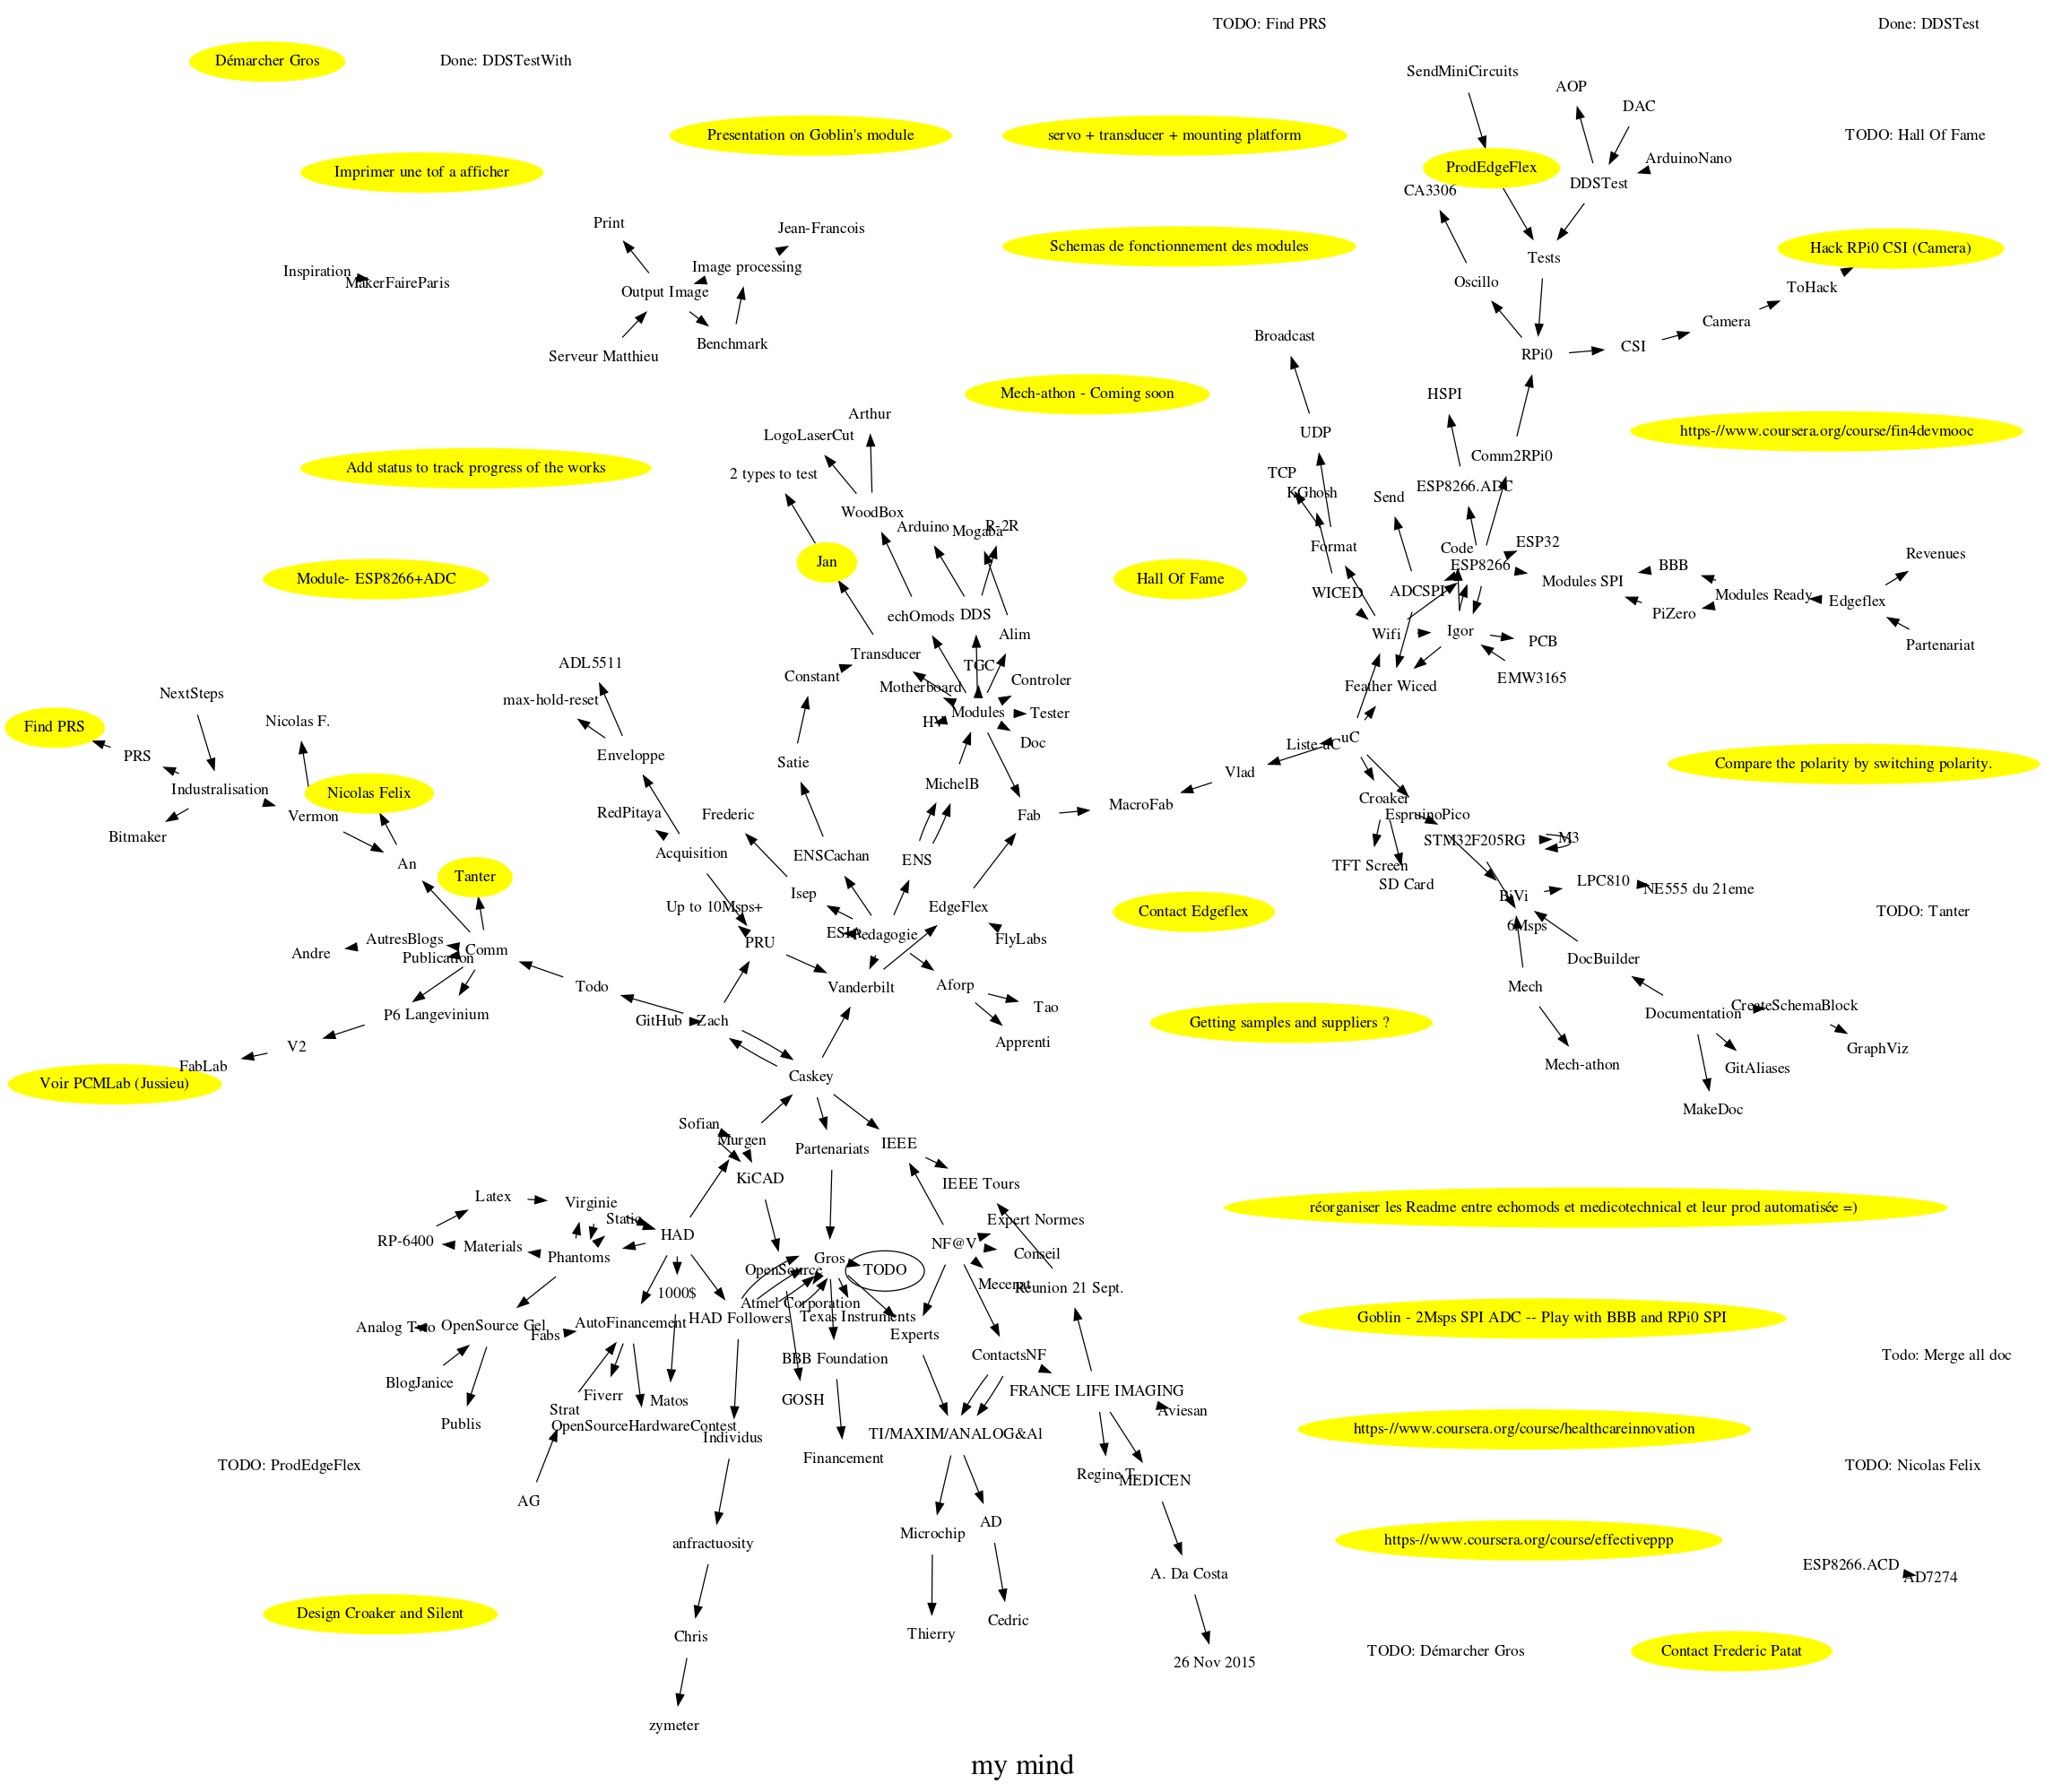 TODO: Find PRS
Done: DDSTest
Démarcher Gros
Done: DDSTestWith
SendMiniCircuits
AOP
DAC
Presentation on Goblin's module
servo + transducer + mounting platform
TODO: Hall Of Fame
ArduinoNano
Imprimer une tof a afficher
ProdEdgeFlex
DDSTest
CA3306
Print
Jean-Francois
Schemas de fonctionnement des modules
Hack RPi0 CSI (Camera)
Tests
Inspiration
MakerFaireParis
Image processing
Output Image
Oscillo
ToHack
Camera
Serveur Matthieu
Benchmark
Broadcast
RPi0
CSI
Mech-athon - Coming soon
HSPI
Arthur
LogoLaserCut
UDP
https-//www.coursera.org/course/fin4devmooc
Add status to track progress of the works
2 types to test
TCP
Comm2RPi0
KGhosh
Send
ESP8266.ADC
WoodBox
Arduino
Mogaba
R-2R
Format
Code
ESP32
Revenues
Jan
ESP8266
Module- ESP8266+ADC
Hall Of Fame
WICED
ADCSPI
Modules SPI
BBB
Modules Ready
Edgeflex
PiZero
echOmods
DDS
Alim
Wifi
Igor
PCB
Partenariat
Transducer
TGC
ADL5511
Constant
Motherboard
Controler
Feather Wiced
EMW3165
NextSteps
max-hold-reset
Find PRS
Nicolas F.
HV
Modules
Tester
Doc
PRS
Enveloppe
Satie
Liste uC
uC
Vlad
Compare the polarity by switching polarity.
Industralisation
Nicolas Felix
MichelB
Vermon
Bitmaker
RedPitaya
Frederic
Fab
MacroFab
Croaker
EspruinoPico
STM32F205RG
M3
An
Acquisition
ENSCachan
ENS
TFT Screen
SD Card
Tanter
Isep
BiVi
LPC810
NE555 du 21eme
Up to 10Msps+
EdgeFlex
Contact Edgeflex
TODO: Tanter
6Msps
AutresBlogs
Andre
Publication
Comm
PRU
Pedagogie
FlyLabs
DocBuilder
Todo
Vanderbilt
Aforp
Mech
Tao
P6 Langevinium
GitHub
Zach
Getting samples and suppliers ?
CreateSchemaBlock
Documentation
V2
FabLab
Apprenti
Mech-athon
GitAliases
GraphViz
Voir PCMLab (Jussieu)
Caskey
MakeDoc
Sofian
Murgen
Partenariats
IEEE
KiCAD
IEEE Tours
Latex
Virginie
réorganiser les Readme entre echomods et medicotechnical et leur prod automatisée =)
Static
Expert Normes
RP-6400
Materials
Phantoms
HAD
NF@V
Conseil
Gros
OpenSource
TODO
Mecenat
Réunion 21 Sept.
1000$
Atmel Corporation
HAD Followers
Texas Instruments
Goblin - 2Msps SPI ADC -- Play with BBB and RPi0 SPI
Analog Two
OpenSource Gel
Fabs
AutoFinancement
Experts
BBB Foundation
ContactsNF
Todo: Merge all doc
BlogJanice
Fiverr
Matos
GOSH
FRANCE LIFE IMAGING
Aviesan
Strat
Publis
OpenSourceHardwareContest
Individus
TI/MAXIM/ANALOG&Al
https-//www.coursera.org/course/healthcareinnovation
TODO: ProdEdgeFlex
Financement
Regine T.
MEDICEN
TODO: Nicolas Felix
AG
Microchip
AD
anfractuosity
https-//www.coursera.org/course/effectiveppp
ESP8266.ACD
AD7274
A. Da Costa
Design Croaker and Silent
Cedric
Thierry
Chris
26 Nov 2015
TODO: Démarcher Gros
Contact Frederic Patat
zymeter
my mind